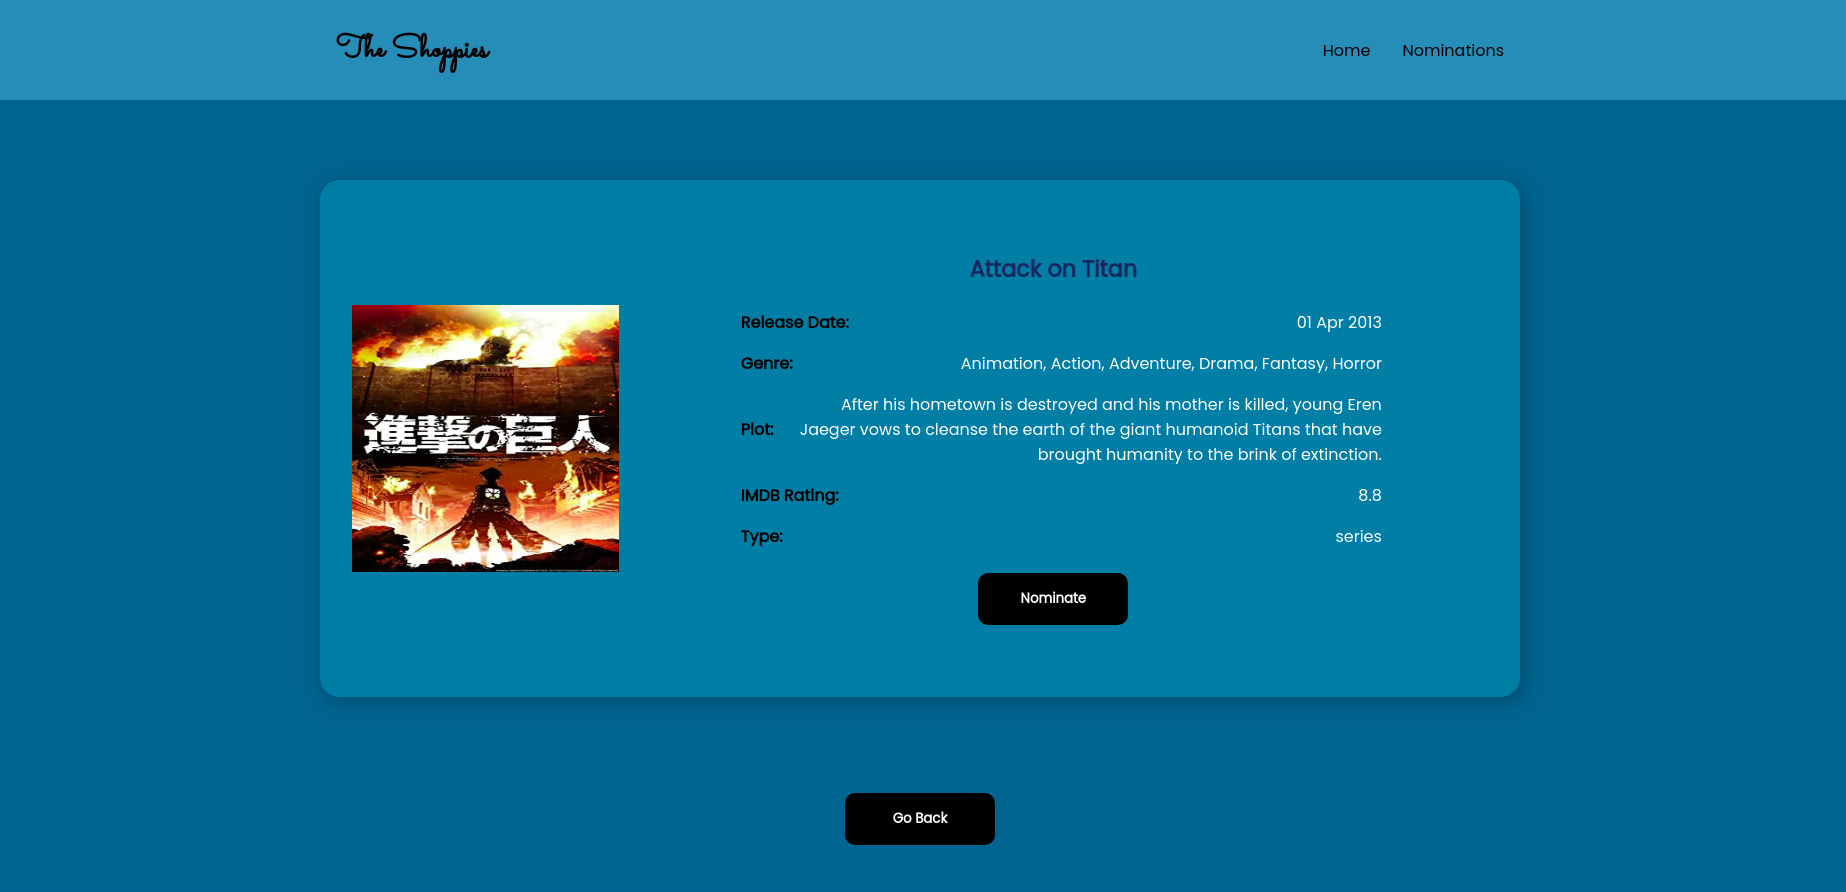 The Shoppies
Home
Nominations
Attack on Titan
進撃の巨人
Release Date: 01 Apr 2013
Genre: Animation, Action, Adventure, Drama, Fantasy, Horror
After his hometown is destroyed and his mother is killed, young Eren
Plot: Jaeger vows to cleanse the earth of the giant humanoid Titans that have
brought humanity to the brink of extinction.
IMDB Rating: 8.8
Type: series
Nominate
Go Back